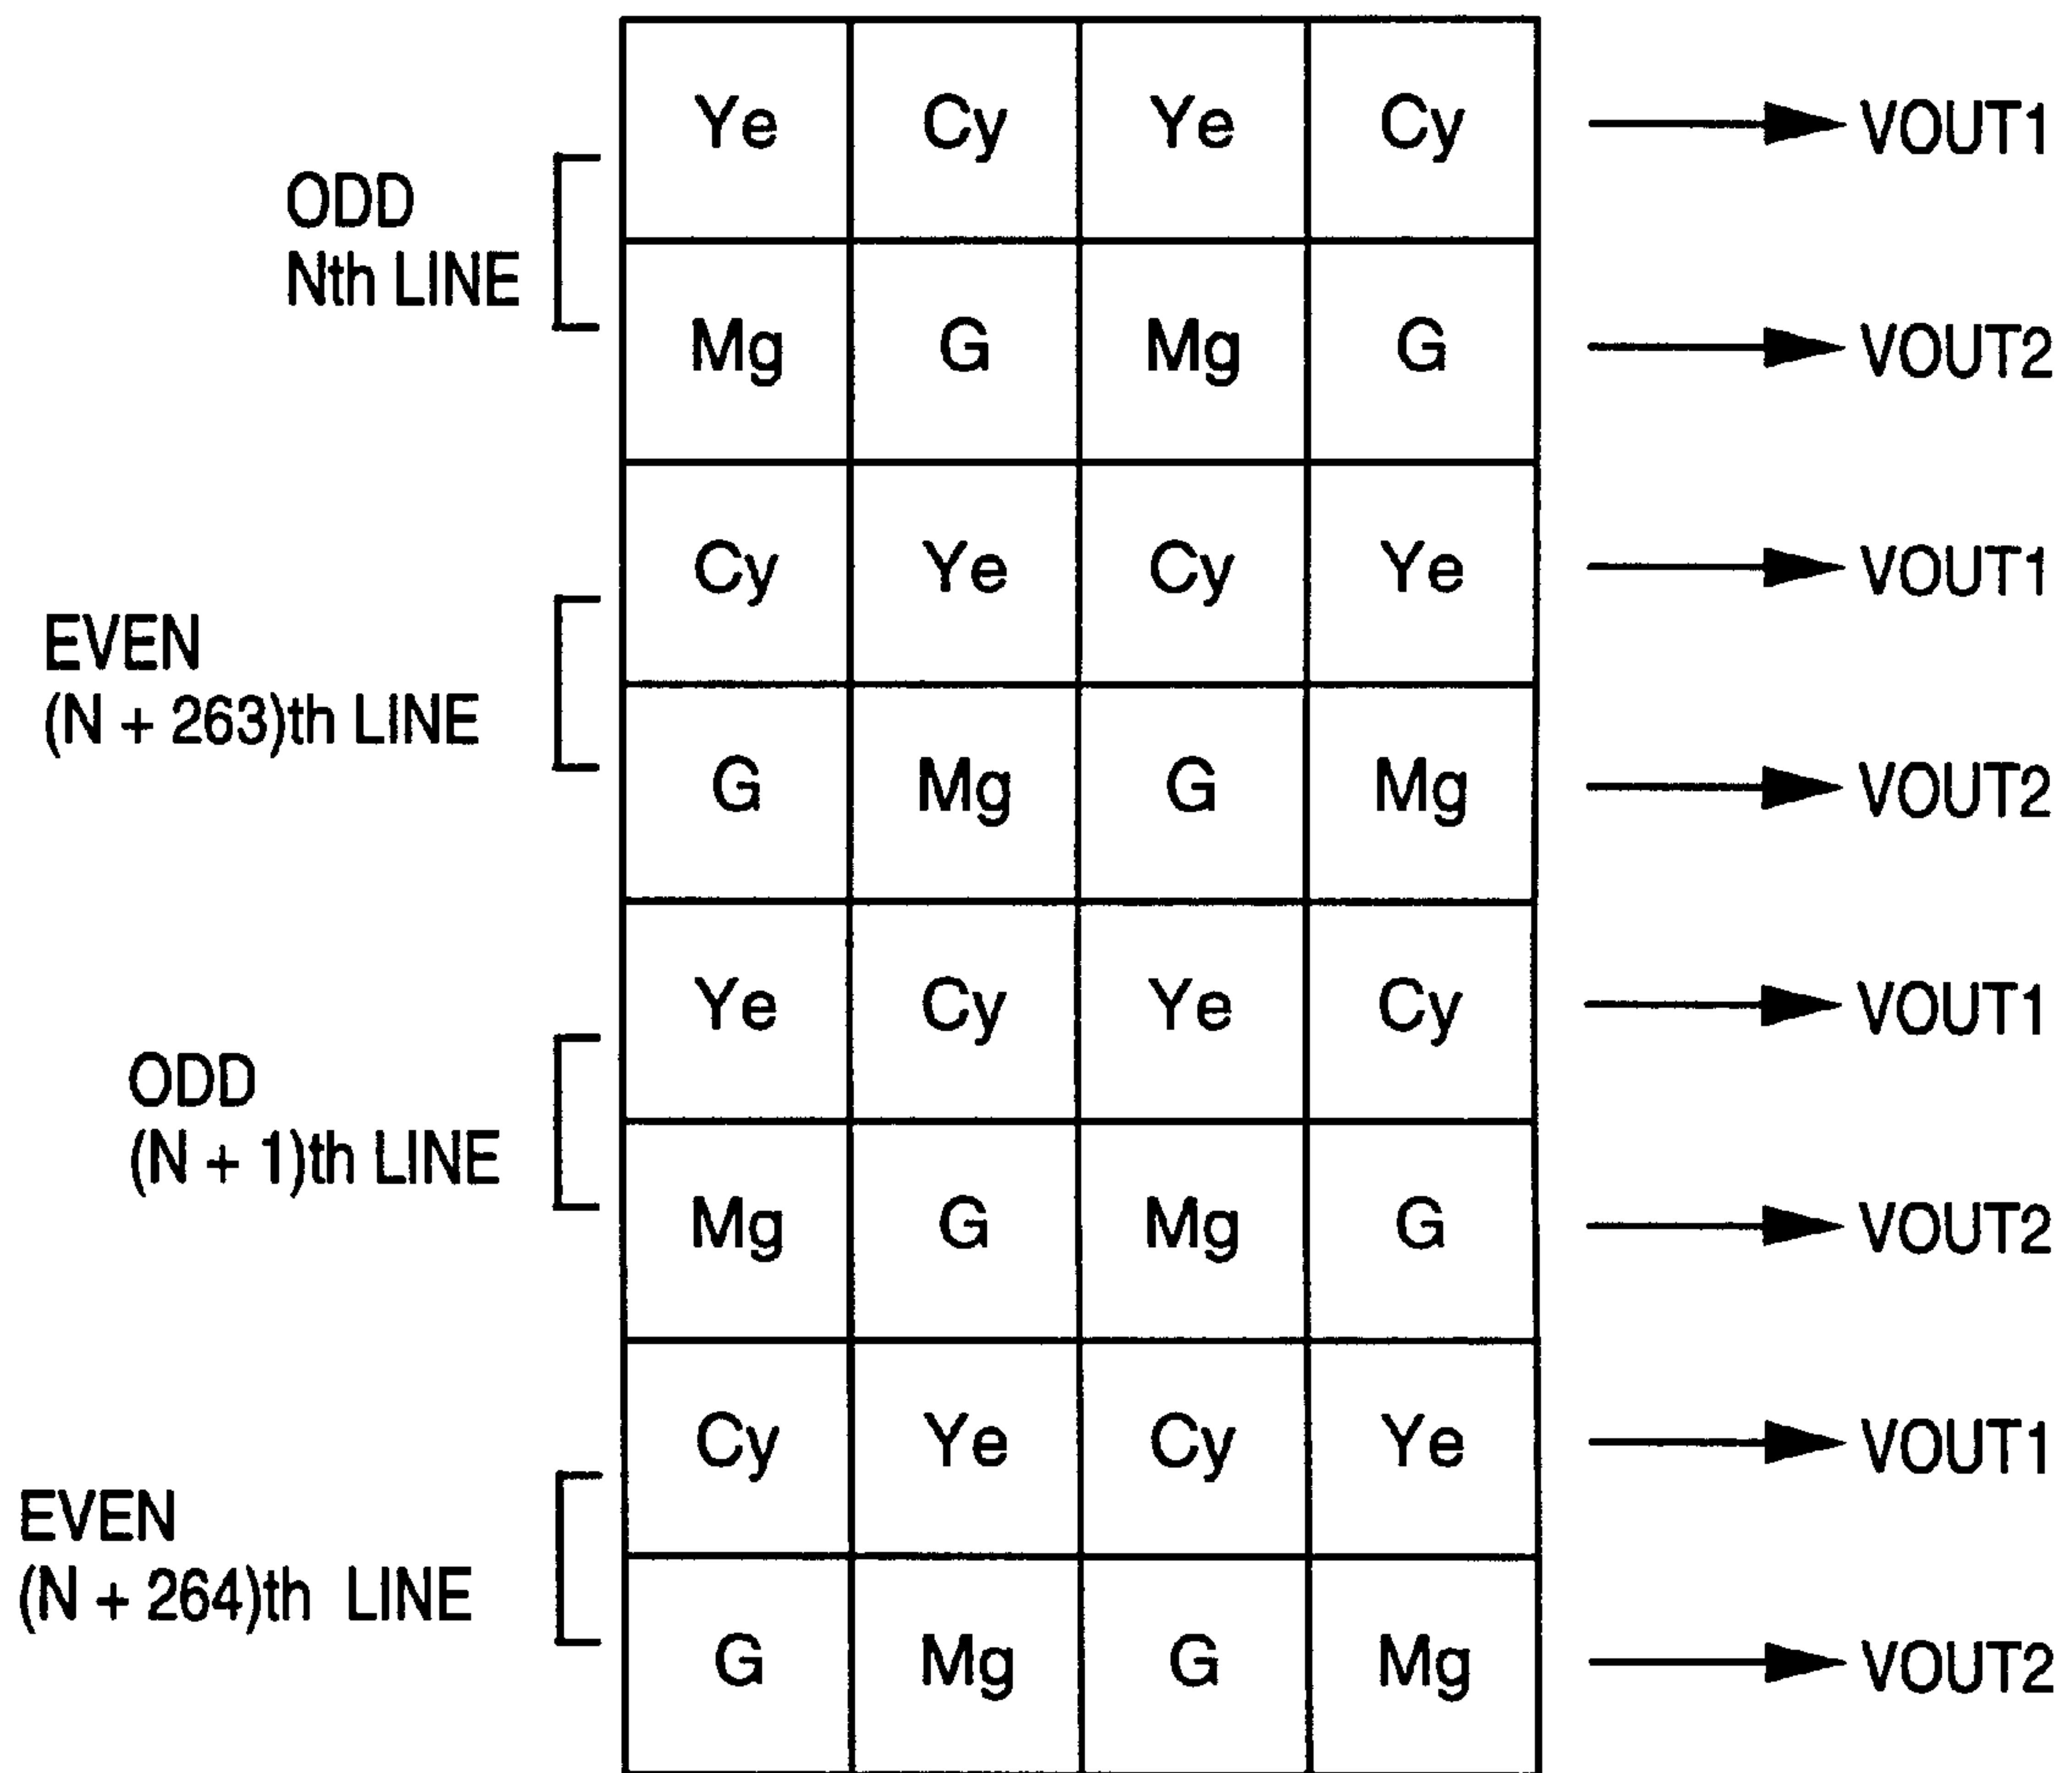 Ye Cy Ye Cy → VOUT1
ODD
Nth LINE
Mg G Mg G → VOUT2
Cy Ye Cy Ye → VOUT1
EVEN
(N + 263)th LINE
G Mg G Mg → VOUT2
Ye Cy Ye Cy → VOUT1
ODD
(N + 1)th LINE
Mg G Mg G → VOUT2
Cy Ye Cy Ye → VOUT1
EVEN
(N + 264)th LINE
G Mg G Mg → VOUT2